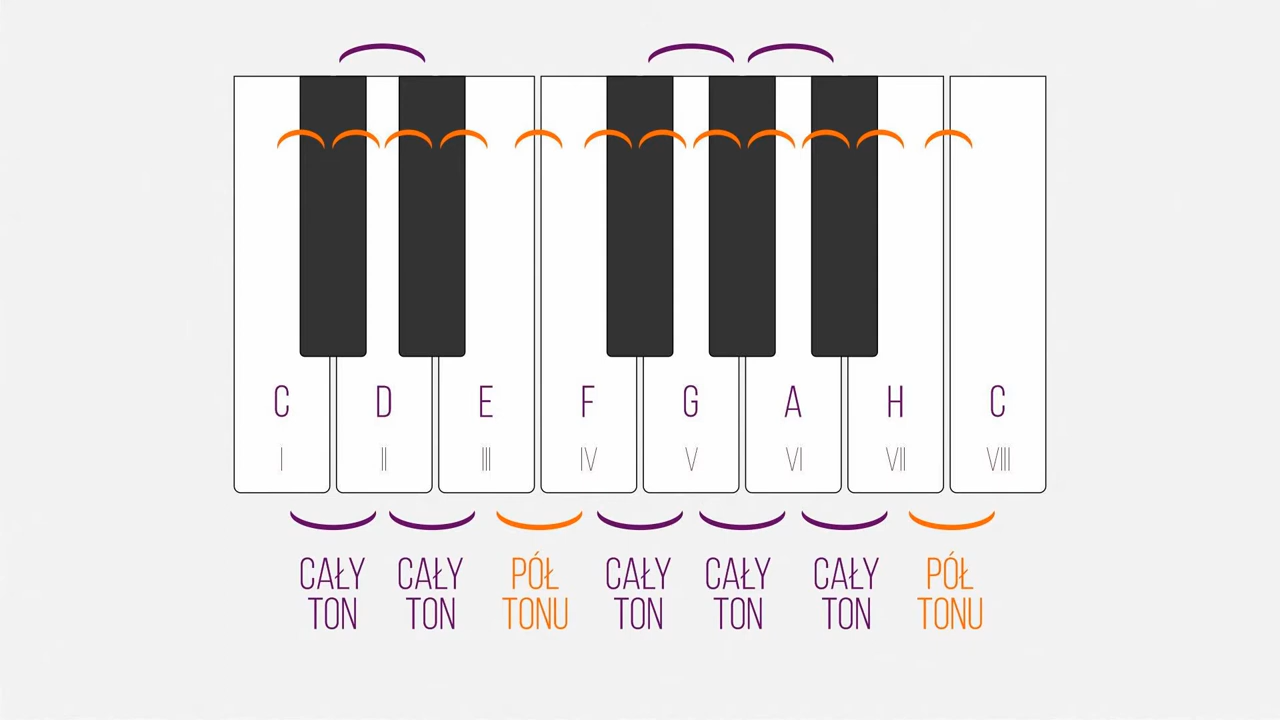 C D E F G A H C
I II III IV V VI VII VIII
CAŁY CAŁY PÓŁ CAŁY CAŁY CAŁY PÓŁ
TON TON TONU TON TON TON TONU